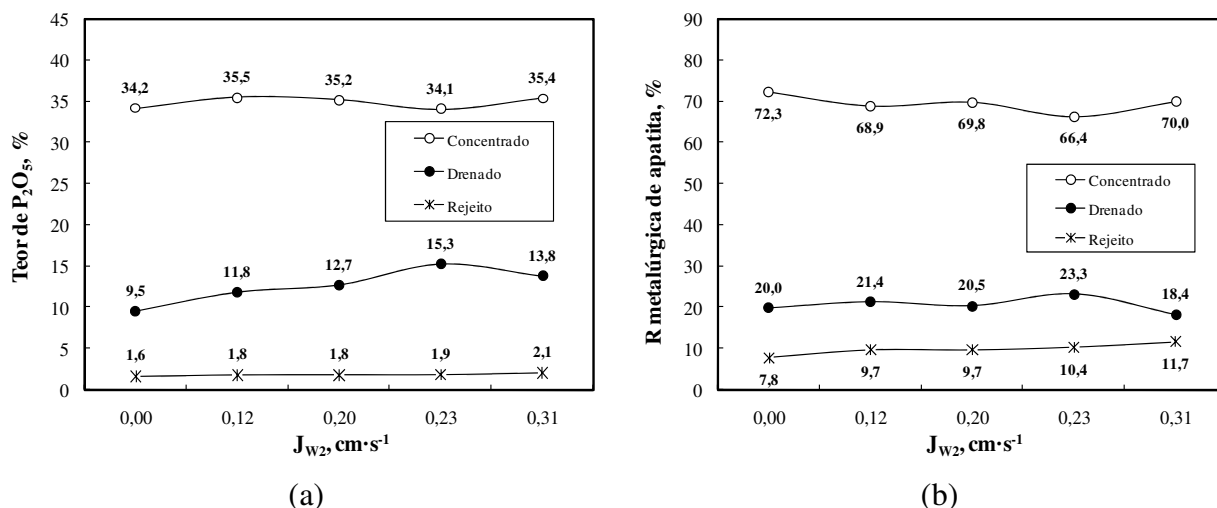 Teor de P₂O₅, %
45
40
35
30
25
20
15
10
5
0
34,2 35,5 35,2 34,1 35,4
Concentrado
Drenado
Rejeito
9,5 11,8 12,7 15,3 13,8
1,6 1,8 1,8 1,9 2,1
0,00 0,12 0,20 0,23 0,31
J_W2, cm·s⁻¹
(a)
R metalúrgica de apatita, %
90
80
70
60
50
40
30
20
10
0
72,3 68,9 69,8 66,4 70,0
Concentrado
Drenado
Rejeito
20,0 21,4 20,5 23,3 18,4
7,8 9,7 9,7 10,4 11,7
0,00 0,12 0,20 0,23 0,31
J_W2, cm·s⁻¹
(b)